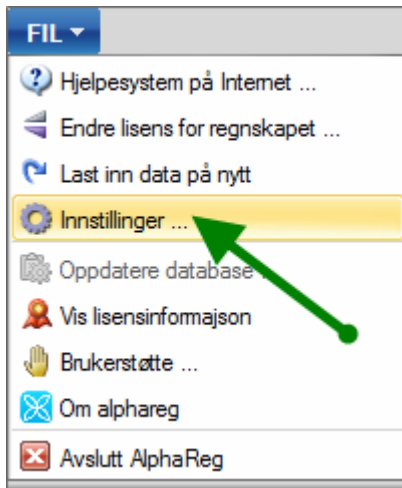 FIL
Hjelpesystem på Internet ...
Endre lisens for regnskapet ...
Last inn data på nytt
Innstillinger ...
Oppdatere database
Vis lisensinformajson
Brukerstøtte ...
Om alphareg
Avslutt AlphaReg